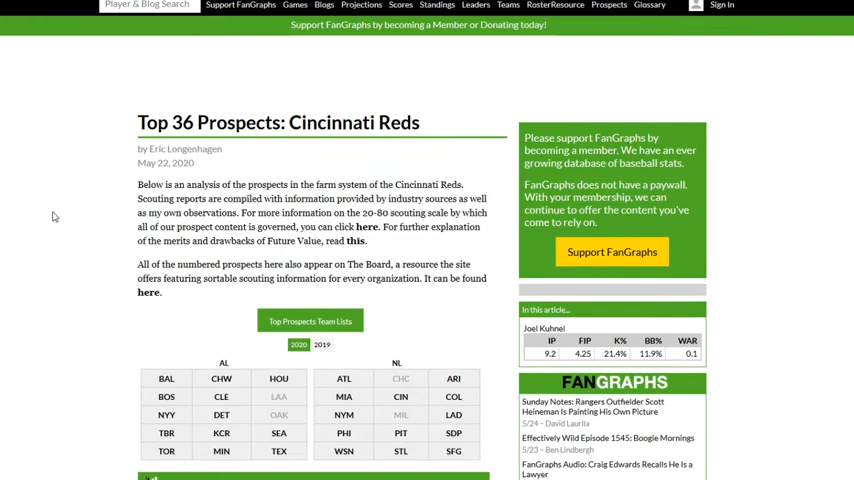 Player & Blog Search Support FanGraphs Games Blogs Projections Scores Standings Leaders Teams RosterResource Prospects Glossary Sign In
Support FanGraphs by becoming a Member or Donating today!
Top 36 Prospects: Cincinnati Reds
by Eric Longenhagen
May 22, 2020
Below is an analysis of the prospects in the farm system of the Cincinnati Reds.
Scouting reports are compiled with information provided by industry sources as well
as my own observations. For more information on the 20-80 scouting scale by which
all of our prospect content is governed, you can click here. For further explanation
of the merits and drawbacks of Future Value, read this.
All of the numbered prospects here also appear on The Board, a resource the site
offers featuring sortable scouting information for every organization. It can be found
here.
Top Prospects Team Lists
2020 2019
AL NL
BAL CHW HOU ATL CHC ARI
BOS CLE LAA MIA CIN COL
NYY DET OAK NYM MIL LAD
TBR KCR SEA PHI PIT SDP
TOR MIN TEX WSN STL SFG
Please support FanGraphs by
becoming a member. We have an ever
growing database of baseball stats.
FanGraphs does not have a paywall.
With your membership, we can
continue to offer the content you've
come to rely on.
Support FanGraphs
In this article...
Joel Kuhnel
IP FIP K% BB% WAR
9.2 4.25 21.4% 11.9% 0.1
FANGRAPHS
Sunday Notes: Rangers Outfielder Scott
Heineman Is Painting His Own Picture
5/24 - David Laurila
Effectively Wild Episode 1545: Boogie Mornings
5/23 - Ben Lindbergh
FanGraphs Audio: Craig Edwards Recalls He Is a
Lawyer